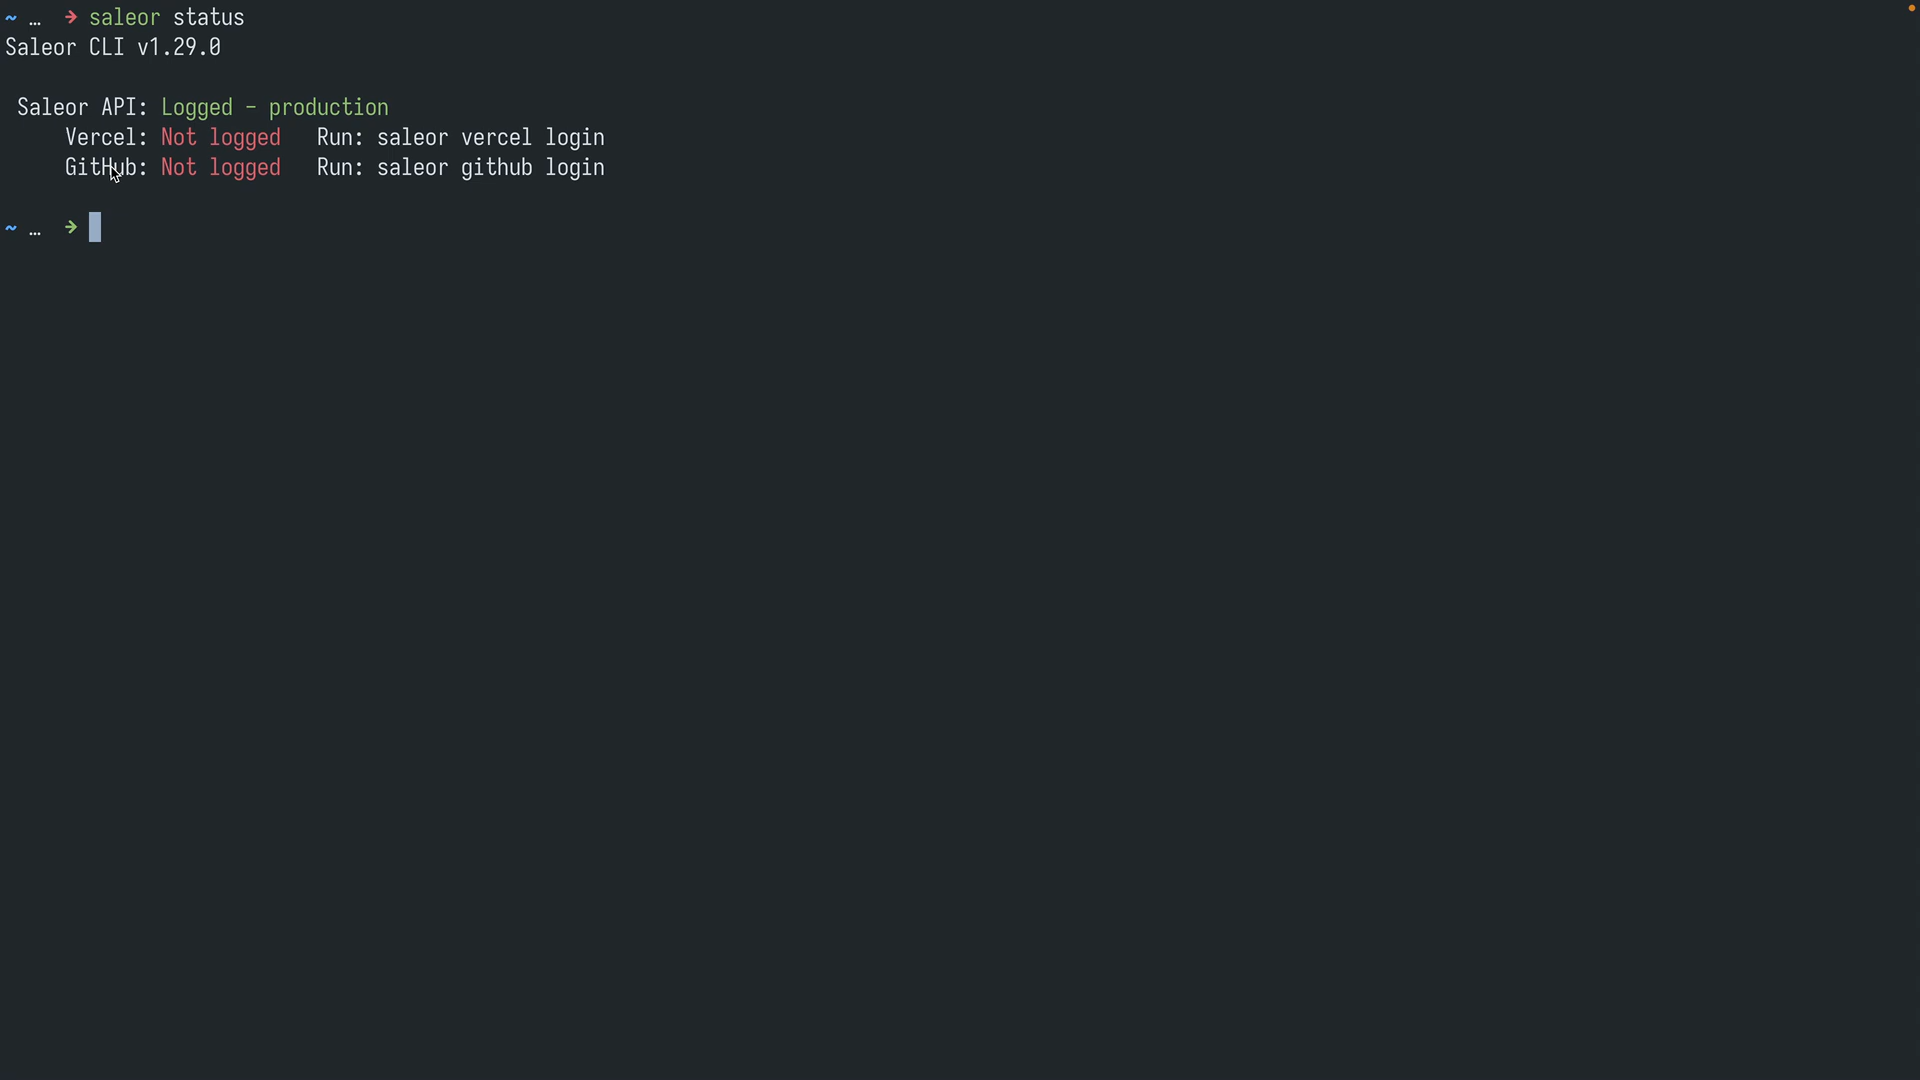 ~ … → saleor status
Saleor CLI v1.29.0
Saleor API: Logged - production
Vercel: Not logged   Run: saleor vercel login
GitHub: Not logged   Run: saleor github login
~ … →